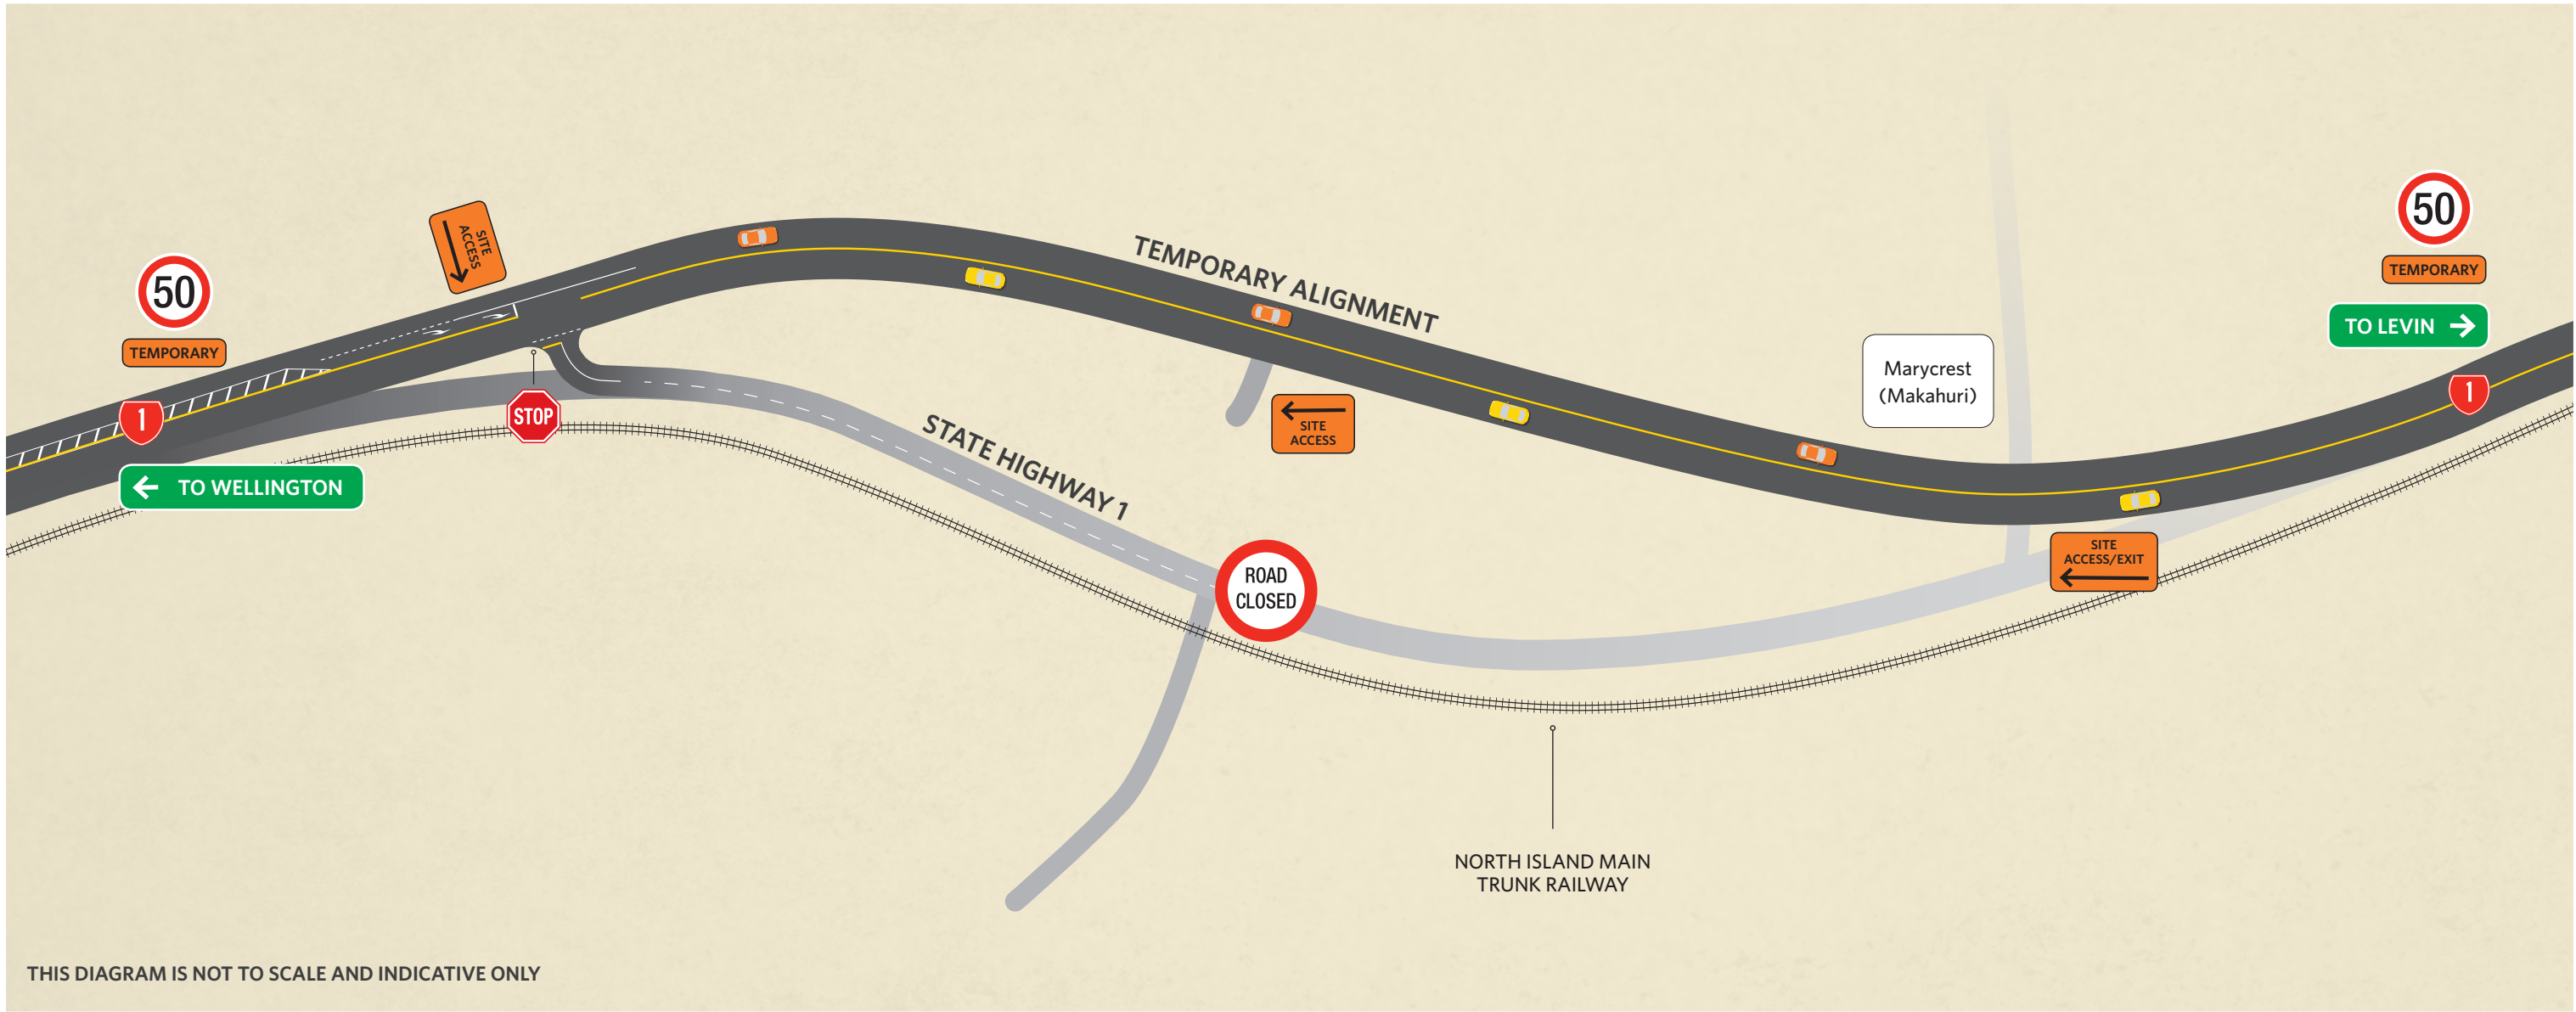 50
TEMPORARY
SITE
ACCESS
1
TO WELLINGTON
STOP
TEMPORARY ALIGNMENT
STATE HIGHWAY 1
SITE
ACCESS
ROAD
CLOSED
Marycrest
(Makahuri)
50
TEMPORARY
TO LEVIN
1
SITE
ACCESS/EXIT
NORTH ISLAND MAIN
TRUNK RAILWAY
THIS DIAGRAM IS NOT TO SCALE AND INDICATIVE ONLY